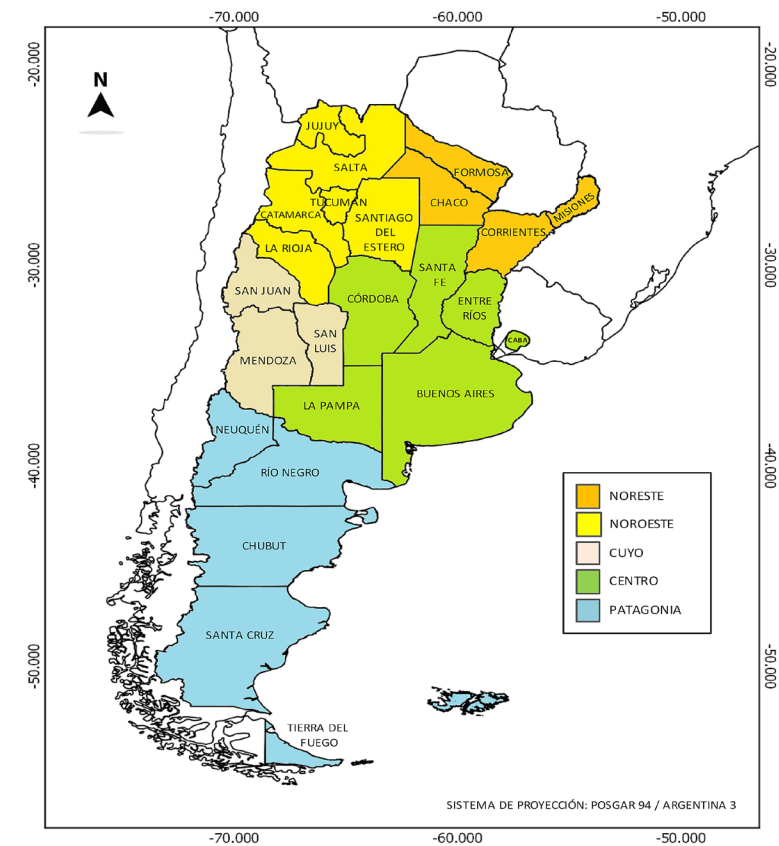 -70.000
-60.000
-50.000
-20.000
-20.000
N
JUJUY
SALTA
FORMOSA
TUCUMÁN
CHACO
MISIONES
CATAMARCA
SANTIAGO
DEL
ESTERO
CORRIENTES
LA RIOJA
-30.000
-30.000
SANTA
FE
SAN JUAN
CÓRDOBA
ENTRE
RÍOS
SAN
LUIS
CABA
MENDOZA
BUENOS AIRES
LA PAMPA
NEUQUÉN
-40.000
-40.000
RÍO NEGRO
NORESTE
NOROESTE
CUYO
CENTRO
PATAGONIA
CHUBUT
SANTA CRUZ
-50.000
-50.000
TIERRA DEL
FUEGO
SISTEMA DE PROYECCIÓN: POSGAR 94 / ARGENTINA 3
-70.000
-60.000
-50.000